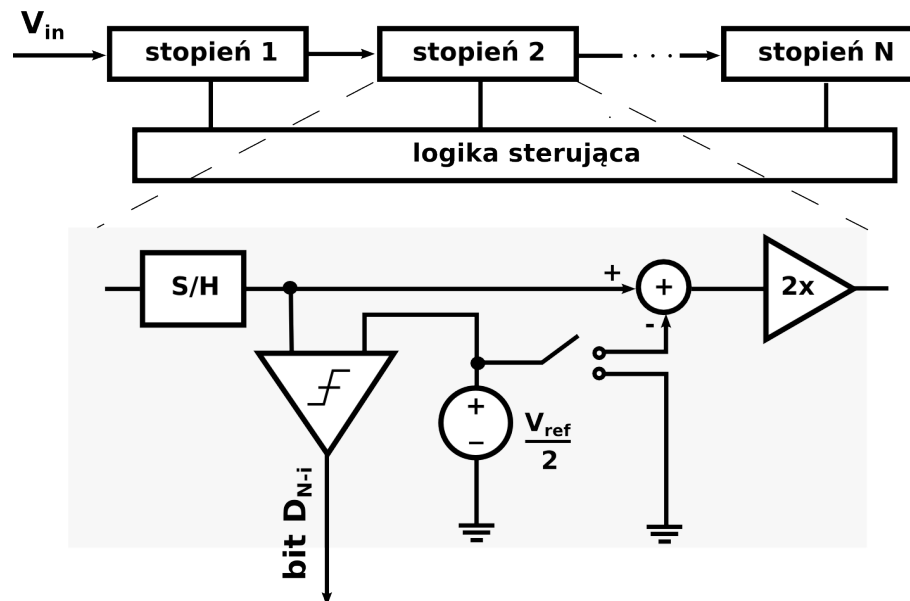 V_in
stopień 1
stopień 2
. . .
stopień N
logika sterująca
S/H
+
+
-
2x
+
−
V_ref
2
bit D_N-i